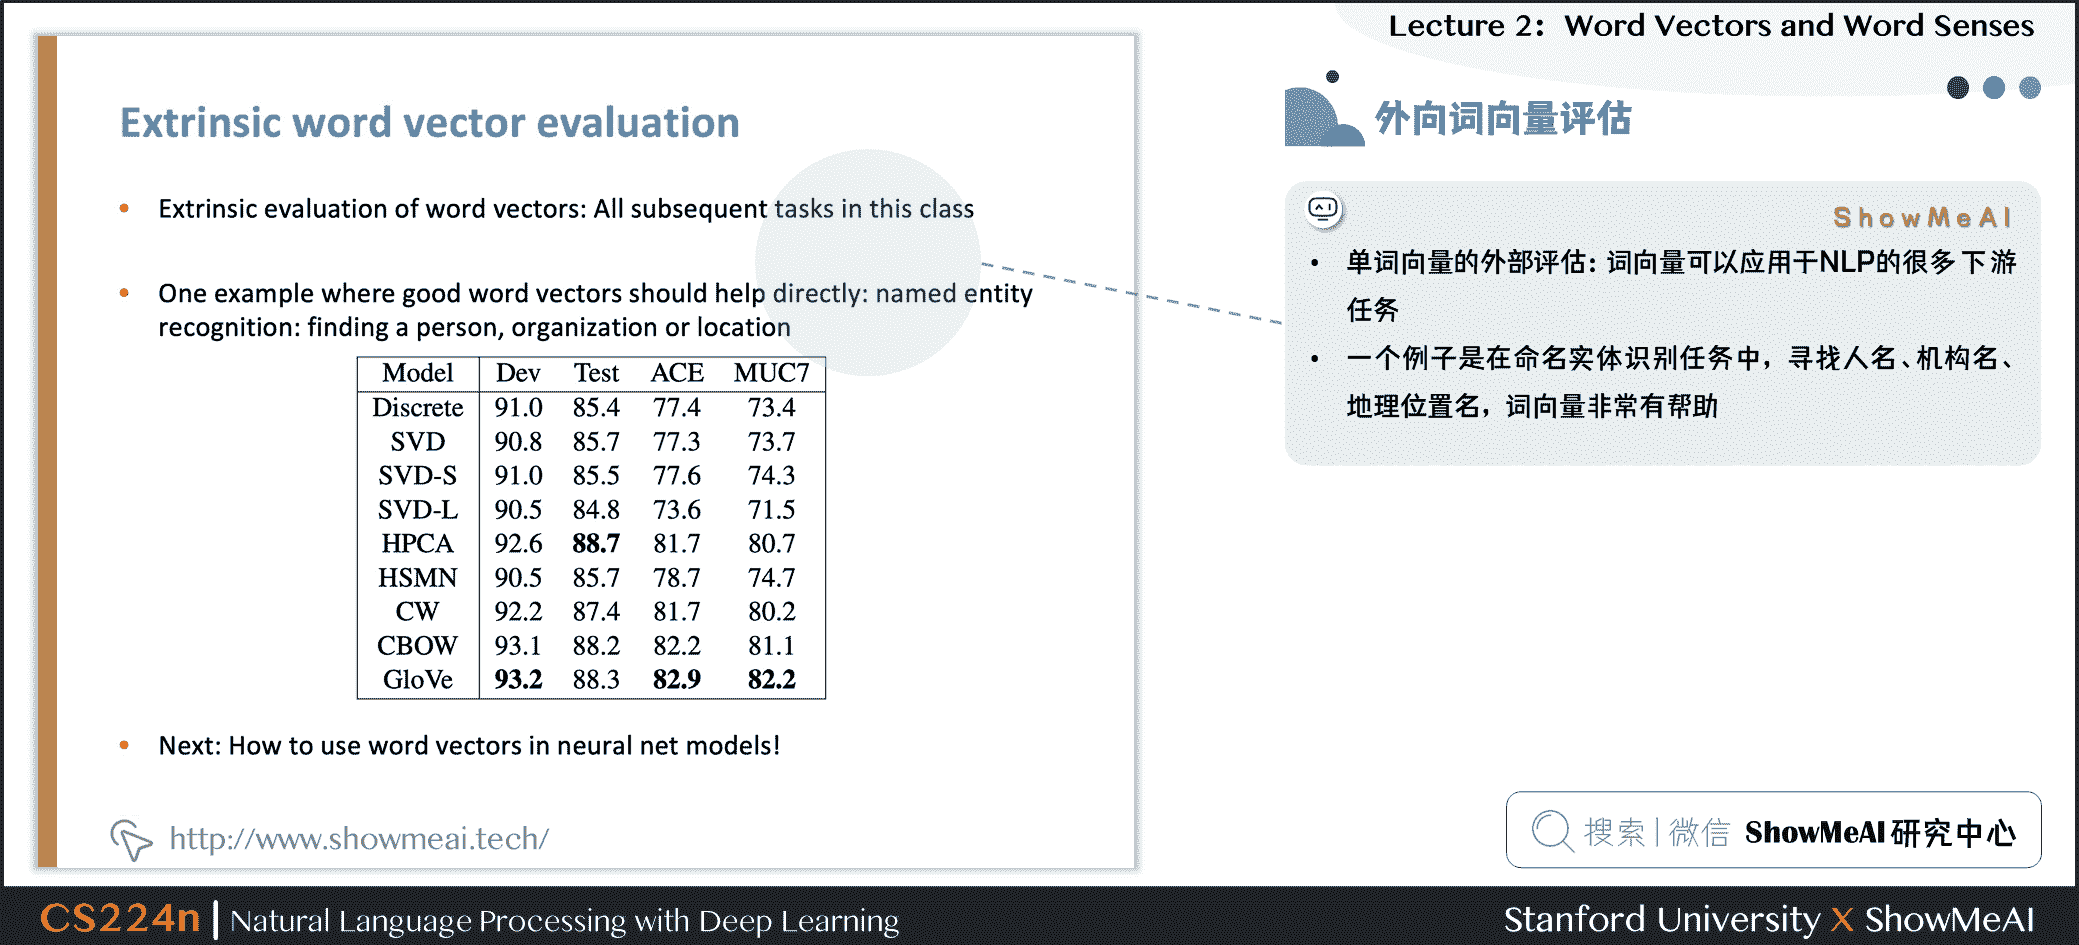 Lecture 2: Word Vectors and Word Senses
Extrinsic word vector evaluation
• Extrinsic evaluation of word vectors: All subsequent tasks in this class
• One example where good word vectors should help directly: named entity
recognition: finding a person, organization or location
Model Dev Test ACE MUC7
Discrete 91.0 85.4 77.4 73.4
SVD 90.8 85.7 77.3 73.7
SVD-S 91.0 85.5 77.6 74.3
SVD-L 90.5 84.8 73.6 71.5
HPCA 92.6 88.7 81.7 80.7
HSMN 90.5 85.7 78.7 74.7
CW 92.2 87.4 81.7 80.2
CBOW 93.1 88.2 82.2 81.1
GloVe 93.2 88.3 82.9 82.2
• Next: How to use word vectors in neural net models!
http://www.showmeai.tech/
外向词向量评估
ShowMeAI
• 单词向量的外部评估: 词向量可以应用于NLP的很多下游
任务
• 一个例子是在命名实体识别任务中，寻找人名、机构名、
地理位置名，词向量非常有帮助
搜索|微信 ShowMeAI研究中心
CS224n | Natural Language Processing with Deep Learning
Stanford University X ShowMeAI